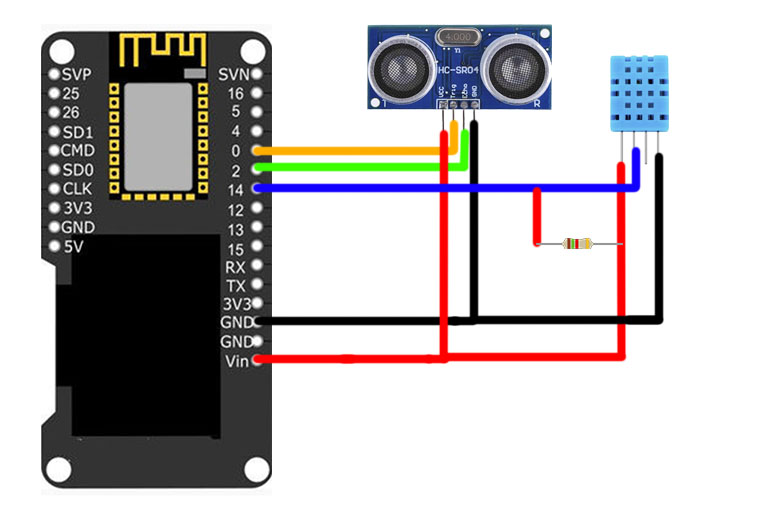 SVP
25
26
SD1
CMD
SD0
CLK
3V3
GND
5V
SVN
16
5
4
0
2
14
12
13
15
RX
TX
3V3
GND
GND
Vin
4.000
Y1
HC-SR04
VCC
Trig
Echo
GND
T
R